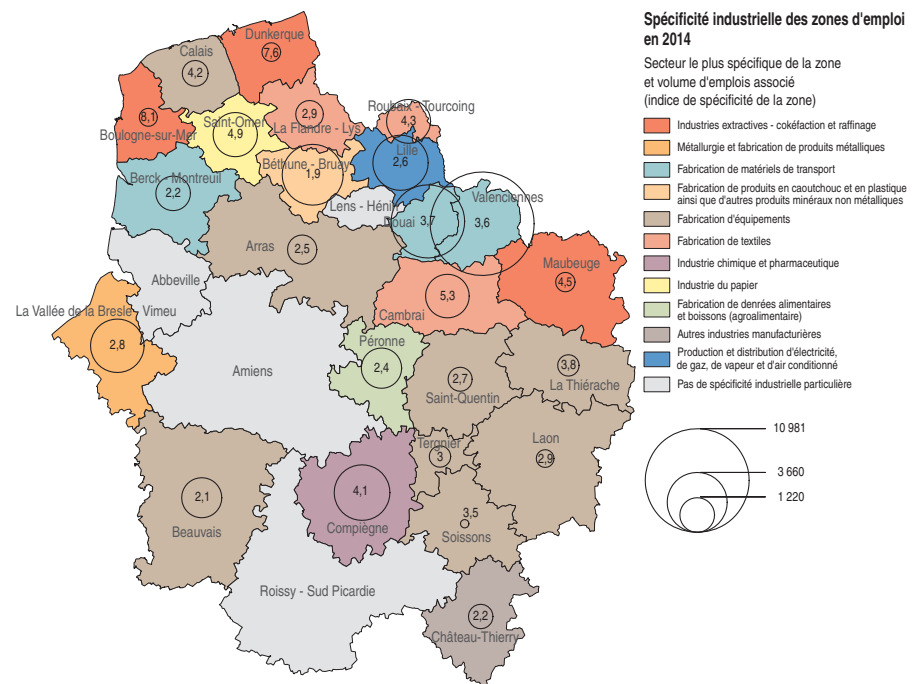 Spécificité industrielle des zones d'emploi
en 2014
Secteur le plus spécifique de la zone
et volume d'emplois associé
(indice de spécificité de la zone)
Industries extractives - cokéfaction et raffinage
Métallurgie et fabrication de produits métalliques
Fabrication de matériels de transport
Fabrication de produits en caoutchouc et en plastique
ainsi que d'autres produits minéraux non métalliques
Fabrication d'équipements
Fabrication de textiles
Industrie chimique et pharmaceutique
Industrie du papier
Fabrication de denrées alimentaires
et boissons (agroalimentaire)
Autres industries manufacturières
Production et distribution d'électricité,
de gaz, de vapeur et d'air conditionné
Pas de spécificité industrielle particulière
10 981
3 660
1 220
Dunkerque
7,6
Calais
4,2
8,1
Boulogne-sur-Mer
Saint-Omer
4,9
2,9
La Flandre - Lys
Roubaix - Tourcoing
4,3
Lille
2,6
Béthune - Bruay
1,9
Berck - Montreuil
2,2
Lens - Hénin
Douai
3,7
Valenciennes
3,6
Arras
2,5
Abbeville
Maubeuge
4,5
5,3
Cambrai
La Vallée de la Bresle - Vimeu
2,8
Amiens
Péronne
2,4
2,7
Saint-Quentin
3,8
La Thiérache
Tergnier
3
Laon
2,9
2,1
Beauvais
4,1
Compiègne
3,5
Soissons
Roissy - Sud Picardie
2,2
Château-Thierry